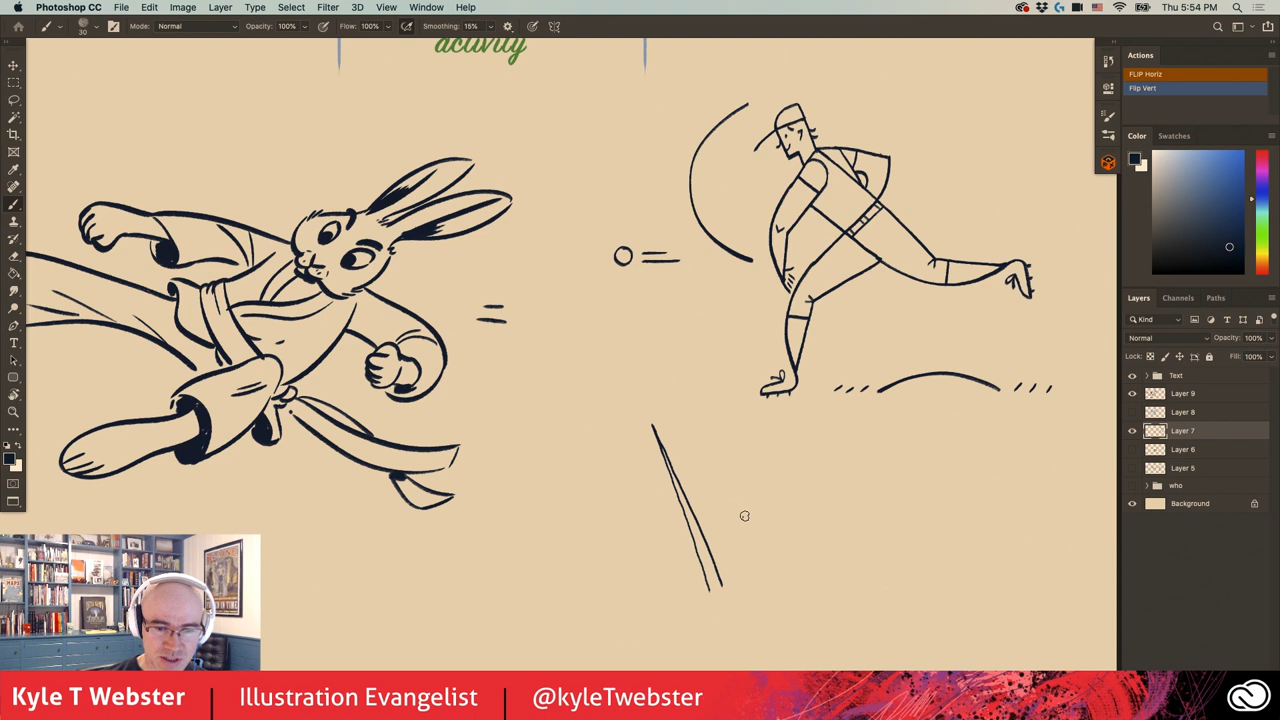 Photoshop CC File Edit Image Layer Type Select Filter 3D View Window Help Thu 5:54 PM
30 Mode: Normal Opacity: 100% Flow: 100% Smoothing: 15%
activity
Actions
FLIP Horiz
Flip Vert
Color Swatches
Layers Channels Paths
Kind
Normal Opacity: 100%
Lock: Fill: 100%
Text
Layer 9
Layer 8
Layer 7
Layer 6
Layer 5
who
Background
Kyle T Webster | Illustration Evangelist | @kyleTwebster